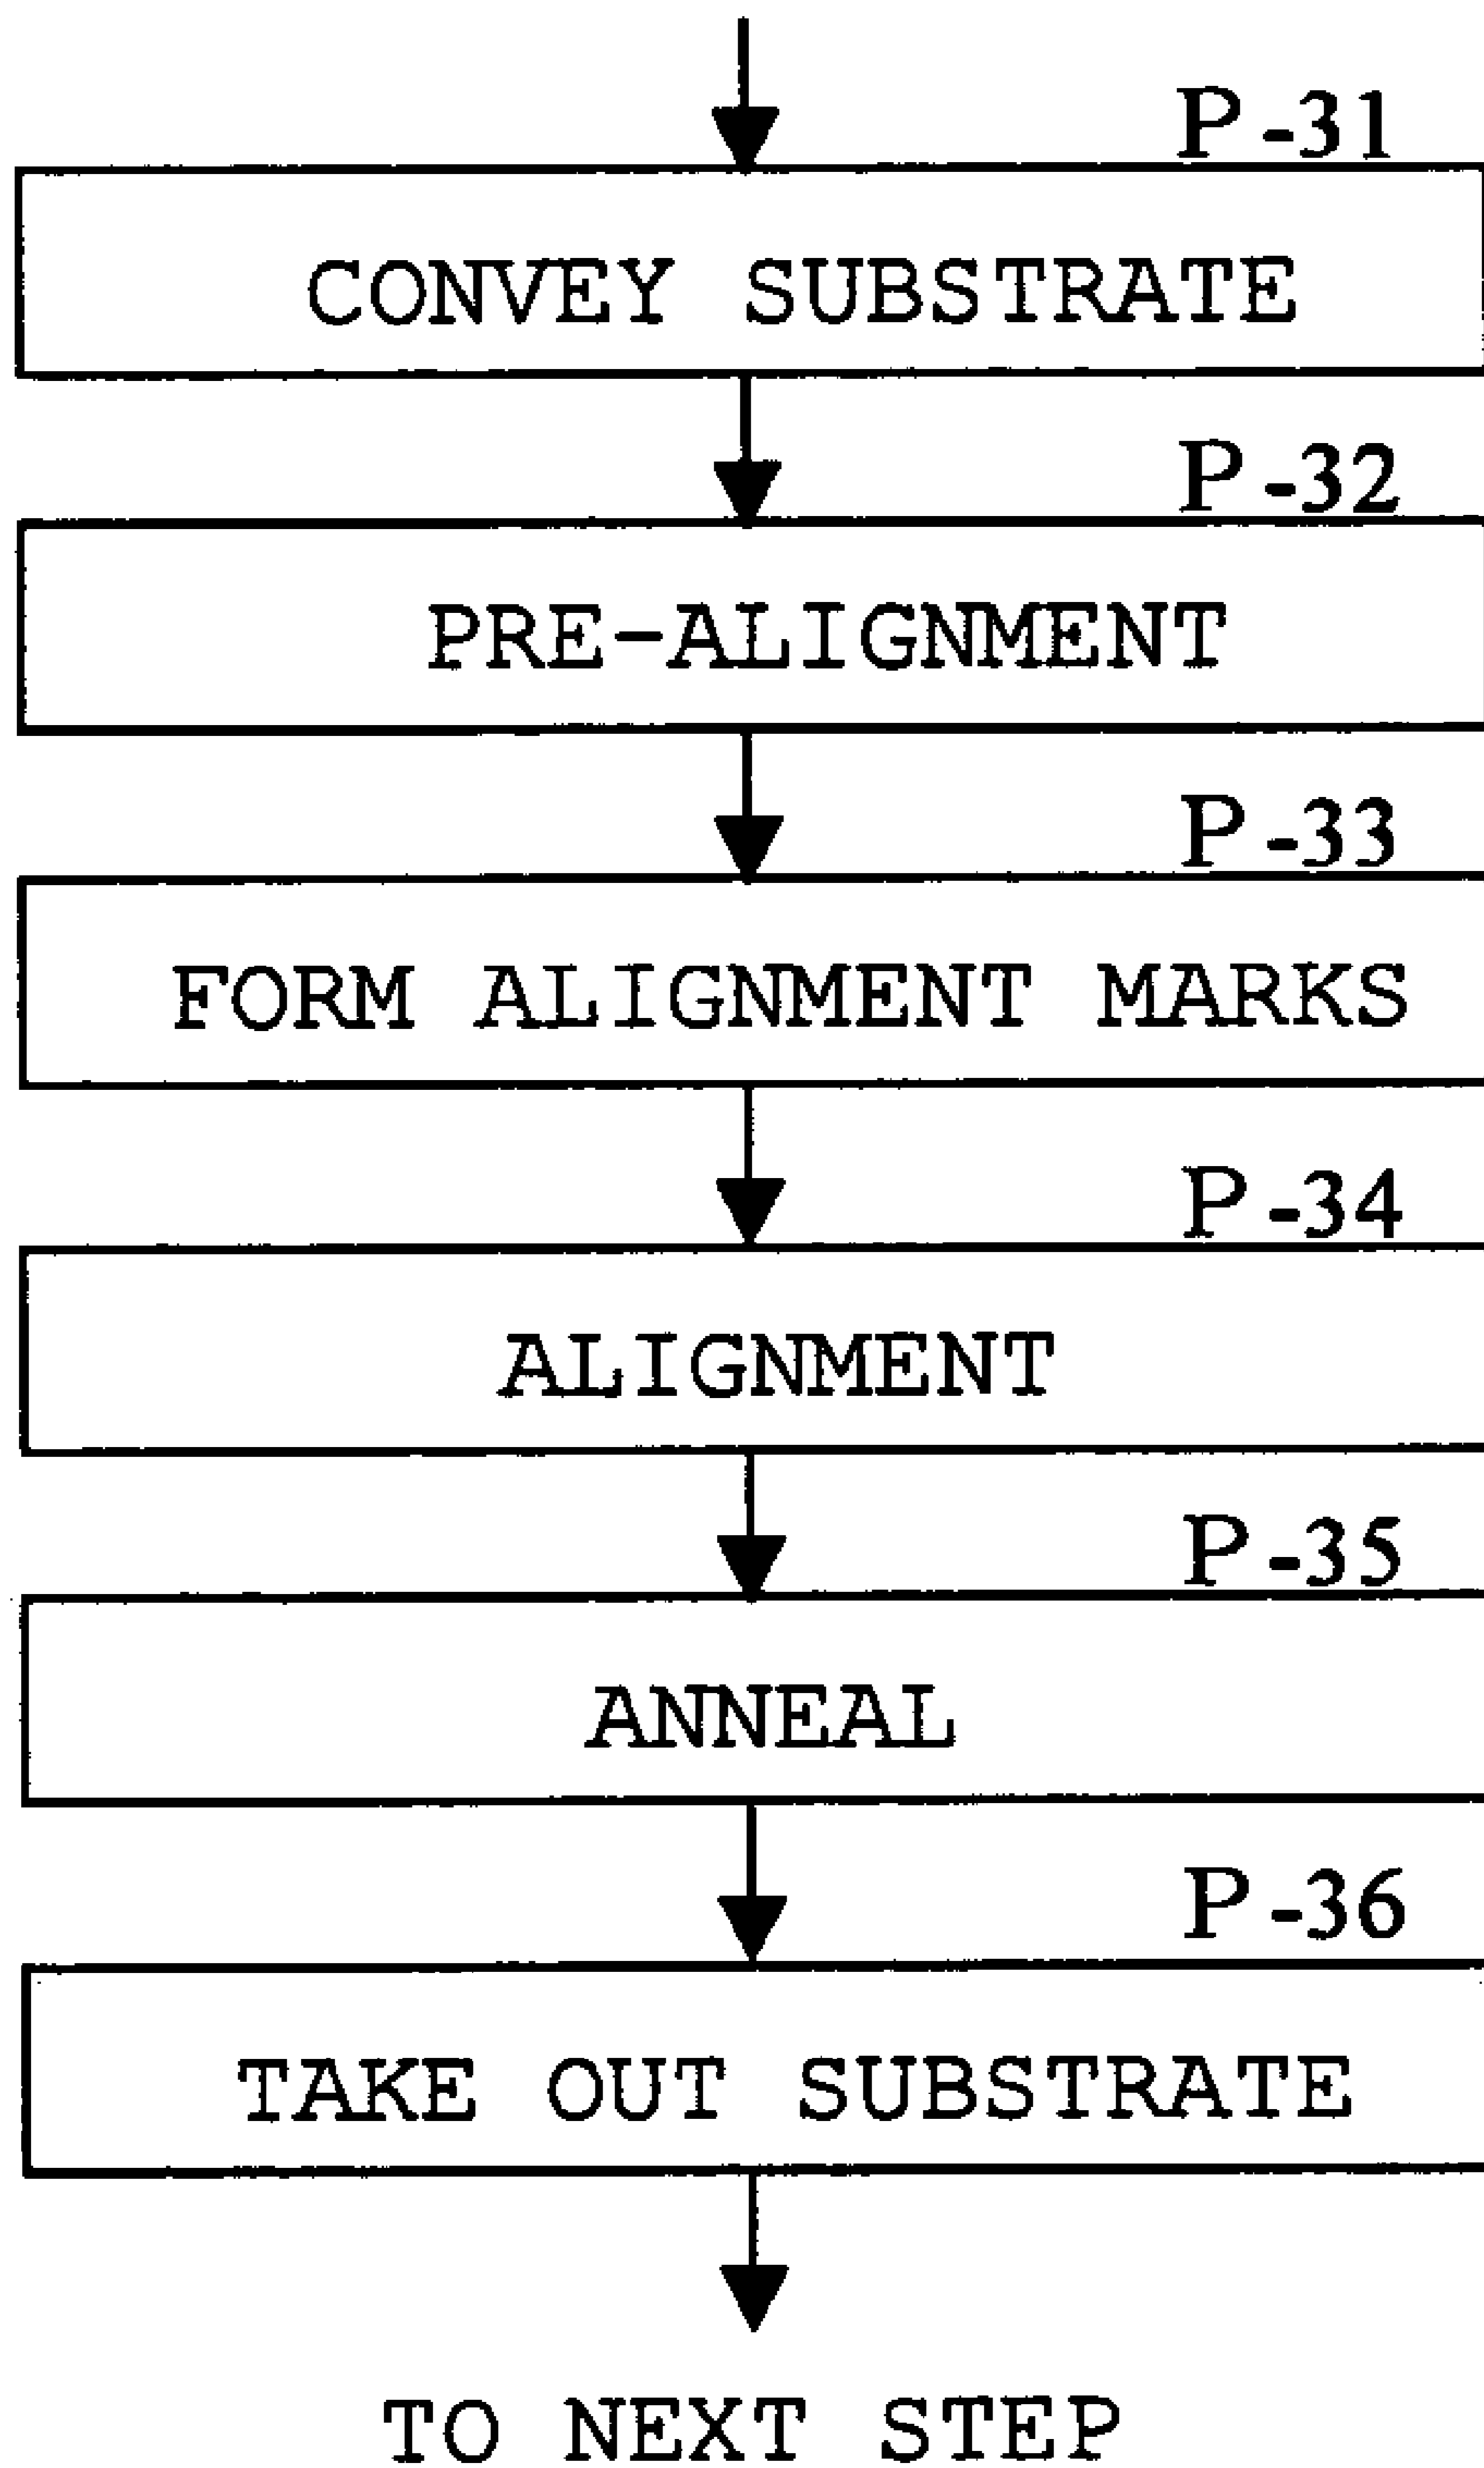 P-31
CONVEY SUBSTRATE
P-32
PRE-ALIGNMENT
P-33
FORM ALIGNMENT MARKS
P-34
ALIGNMENT
P-35
ANNEAL
P-36
TAKE OUT SUBSTRATE
TO NEXT STEP